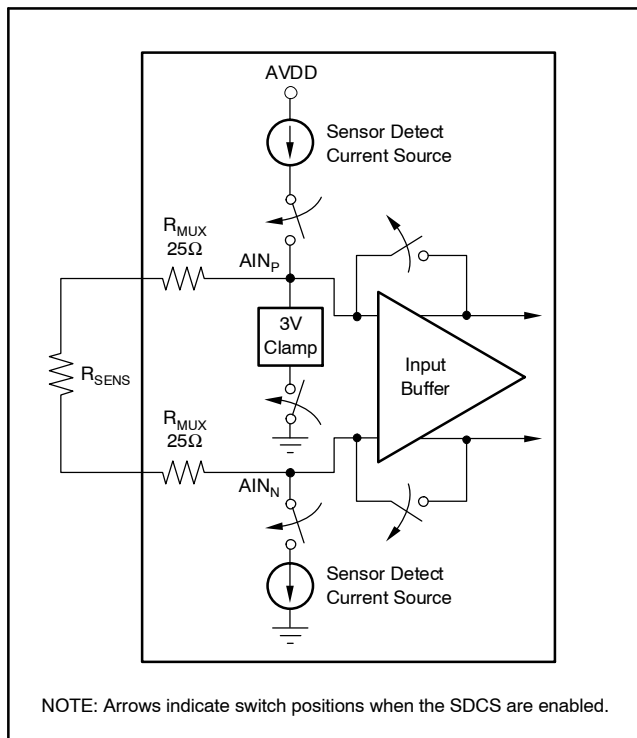 AVDD
Sensor Detect
Current Source
R_MUX
25Ω
AIN_P
3V
Clamp
Input
Buffer
R_SENS
R_MUX
25Ω
AIN_N
Sensor Detect
Current Source
NOTE: Arrows indicate switch positions when the SDCS are enabled.